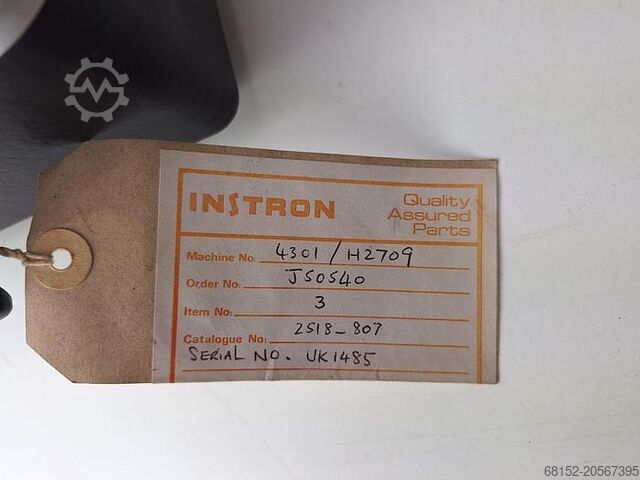 INSTRON
Quality
Assured
Parts
Machine No: 4301 / H2709
Order No: J50540
Item No: 3
Catalogue No: 2518-807
SERIAL NO. UK1485
68152-20567395